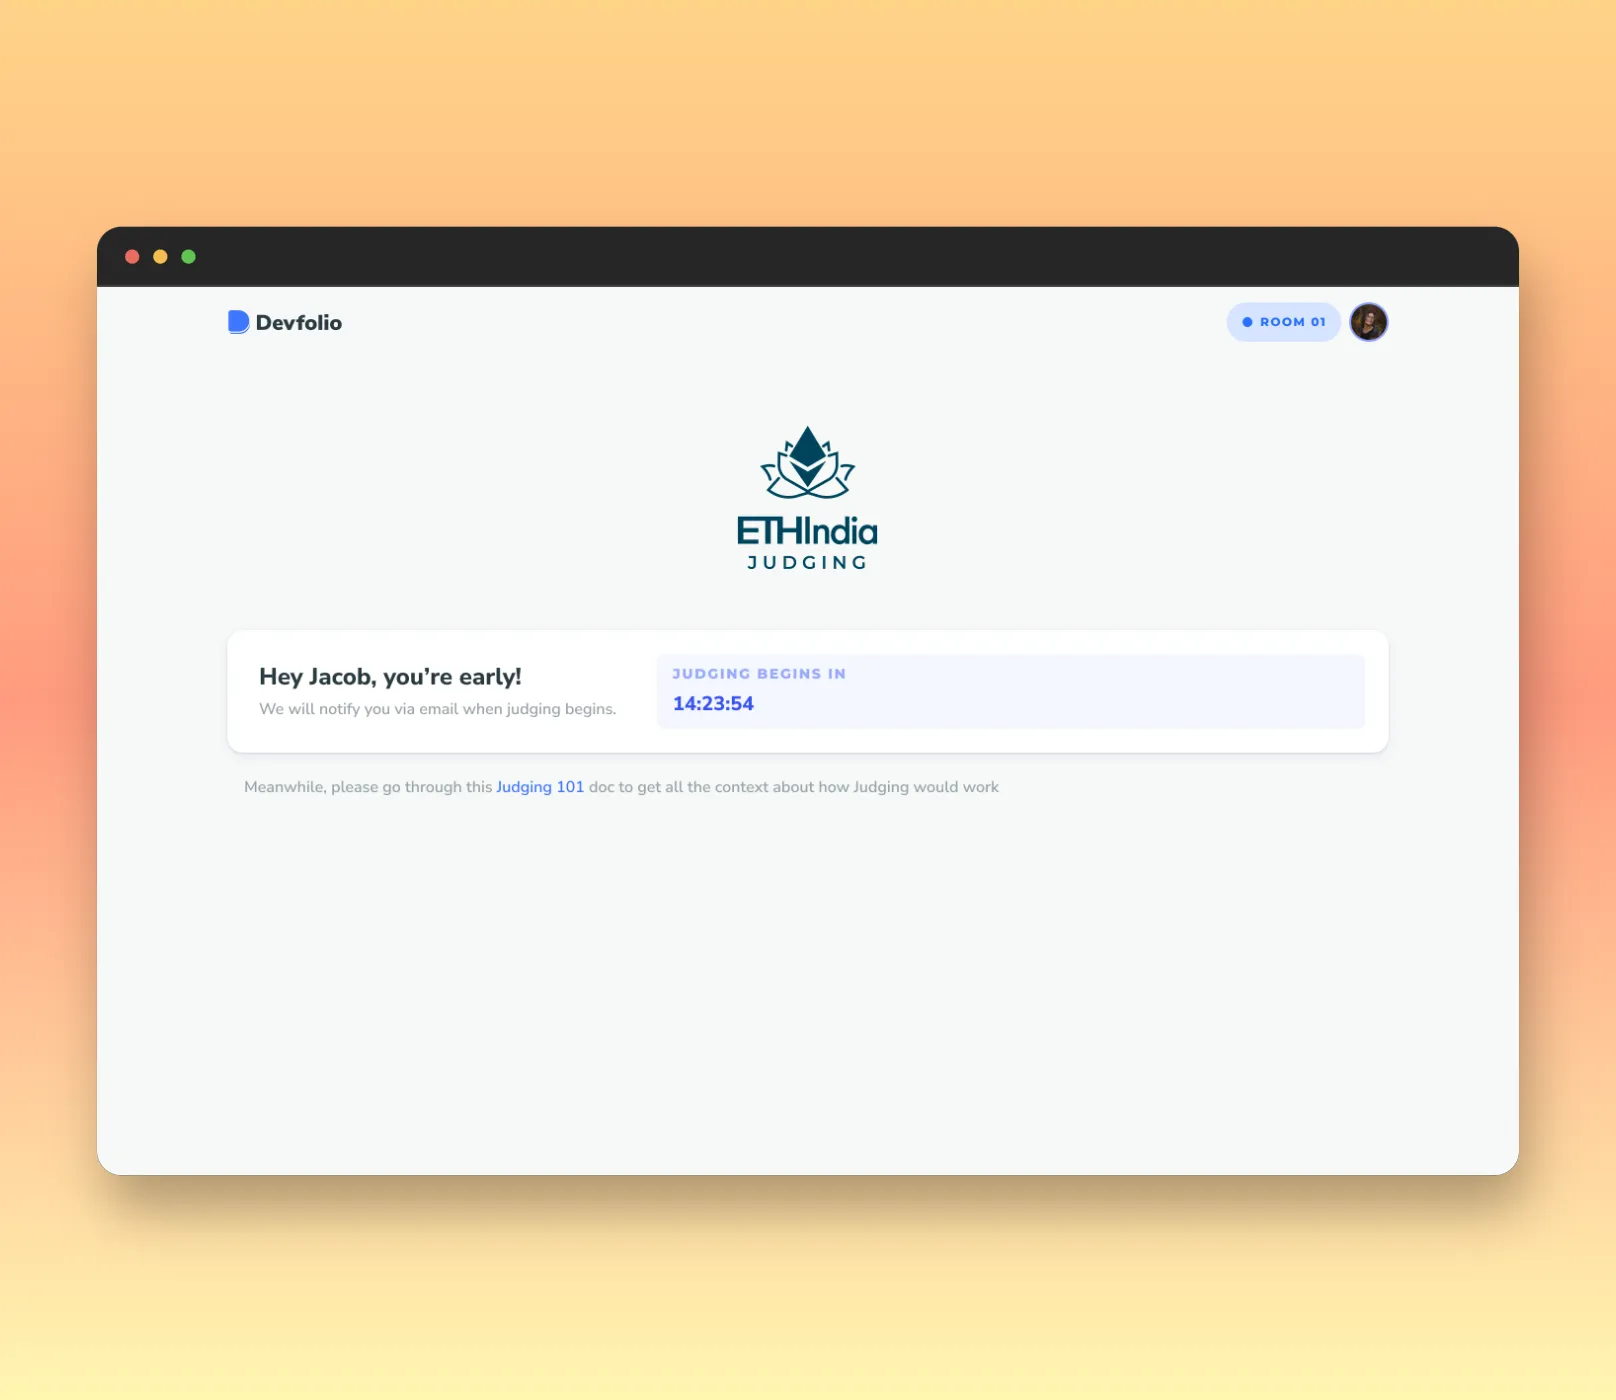 Devfolio
ROOM 01
ETHIndia
JUDGING
Hey Jacob, you’re early!
We will notify you via email when judging begins.
JUDGING BEGINS IN
14:23:54
Meanwhile, please go through this Judging 101 doc to get all the context about how Judging would work